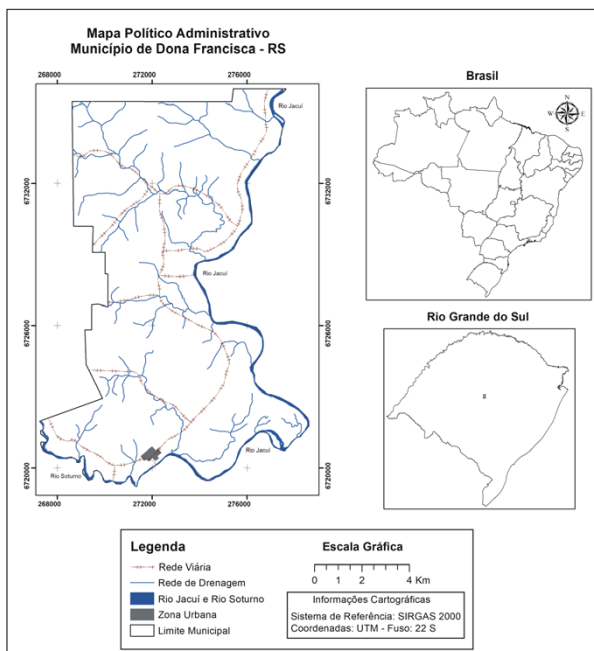 Mapa Político Administrativo
Município de Dona Francisca - RS
268000 272000 276000
Rio Jacuí
6732000 6732000
Rio Jacuí
6726000 6726000
6720000 6720000
Rio Jacuí
Rio Soturno
268000 272000 276000
Brasil
N
W E
S
Rio Grande do Sul
Legenda
Rede Viária
Rede de Drenagem
Rio Jacuí e Rio Soturno
Zona Urbana
Limite Municipal
Escala Gráfica
0 1 2 4 Km
Informações Cartográficas
Sistema de Referência: SIRGAS 2000
Coordenadas: UTM - Fuso: 22 S